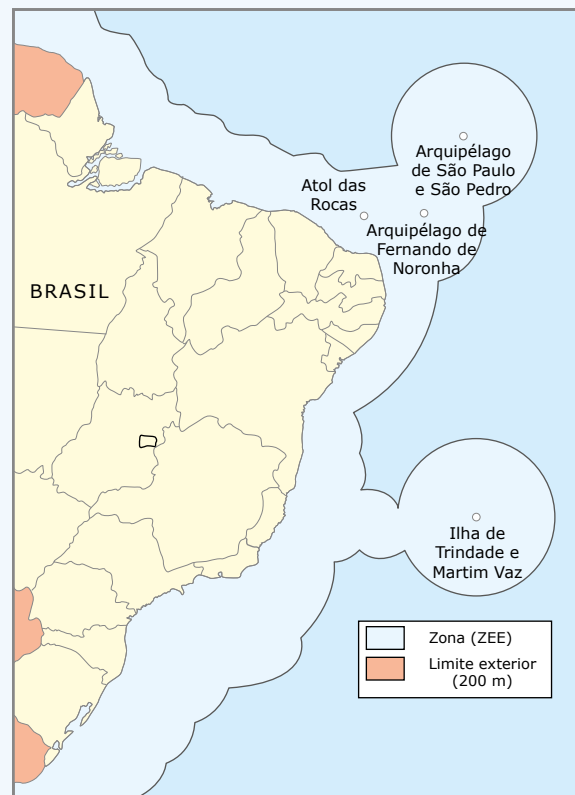 Arquipélago
de São Paulo
e São Pedro
Atol das
Rocas
Arquipélago de
Fernando de
Noronha
BRASIL
Ilha de
Trindade e
Martim Vaz
Zona (ZEE)
Limite exterior
(200 m)